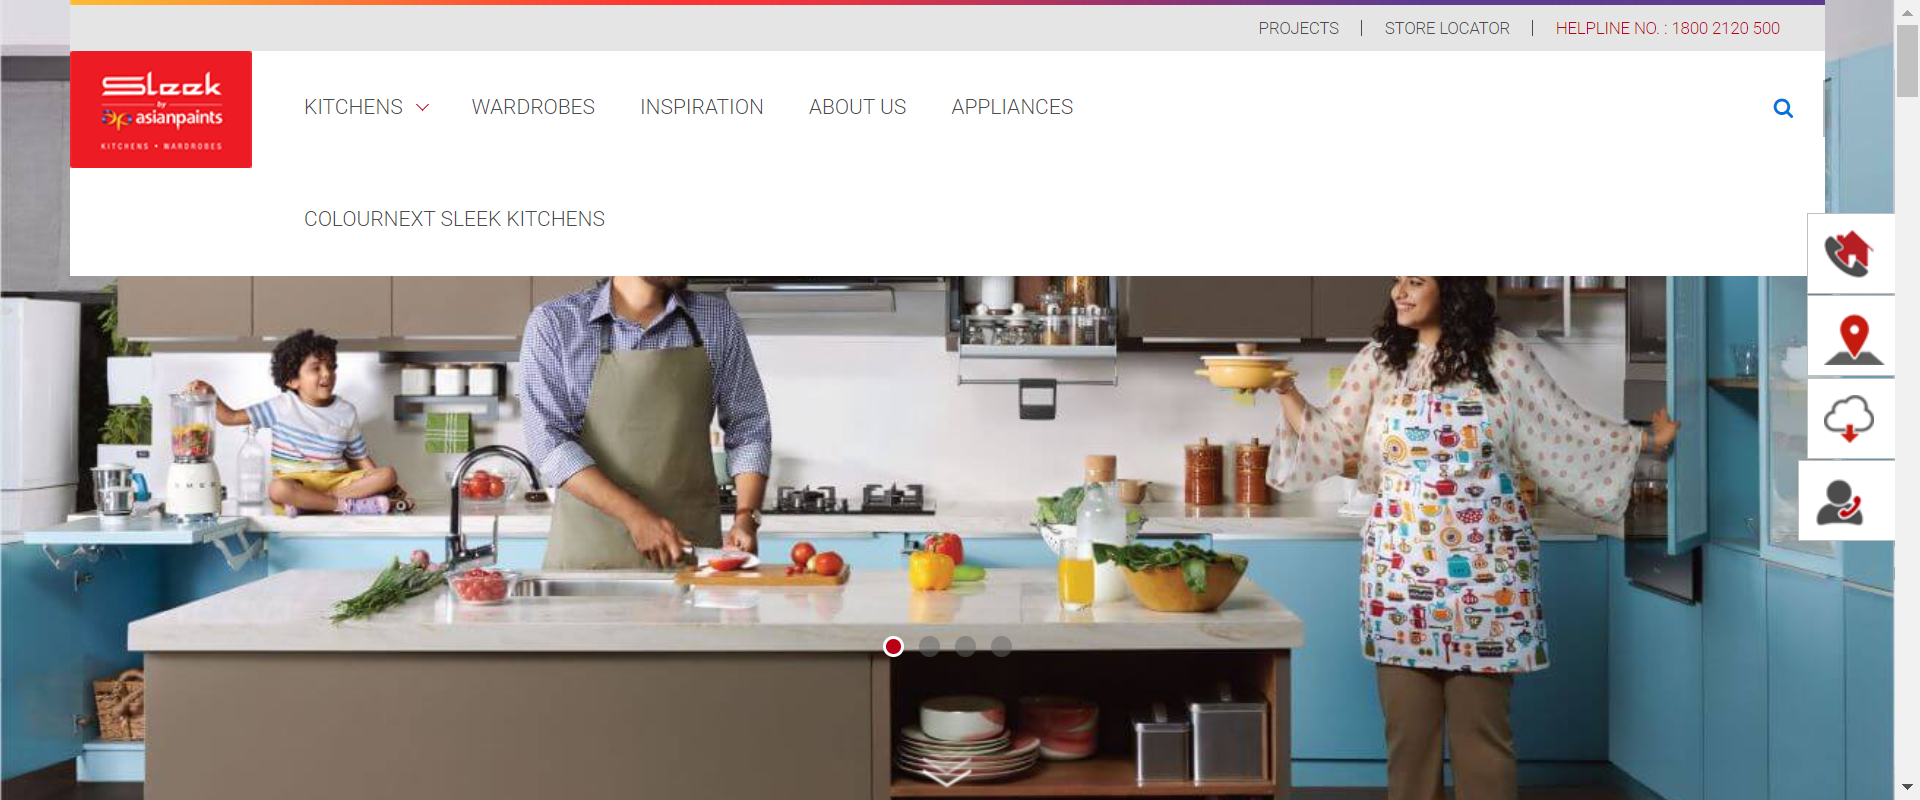 PROJECTS
STORE LOCATOR
HELPLINE NO. : 1800 2120 500
Sleek
by
asianpaints
KITCHENS • WARDROBES
KITCHENS
WARDROBES
INSPIRATION
ABOUT US
APPLIANCES
COLOURNEXT SLEEK KITCHENS
SMEG